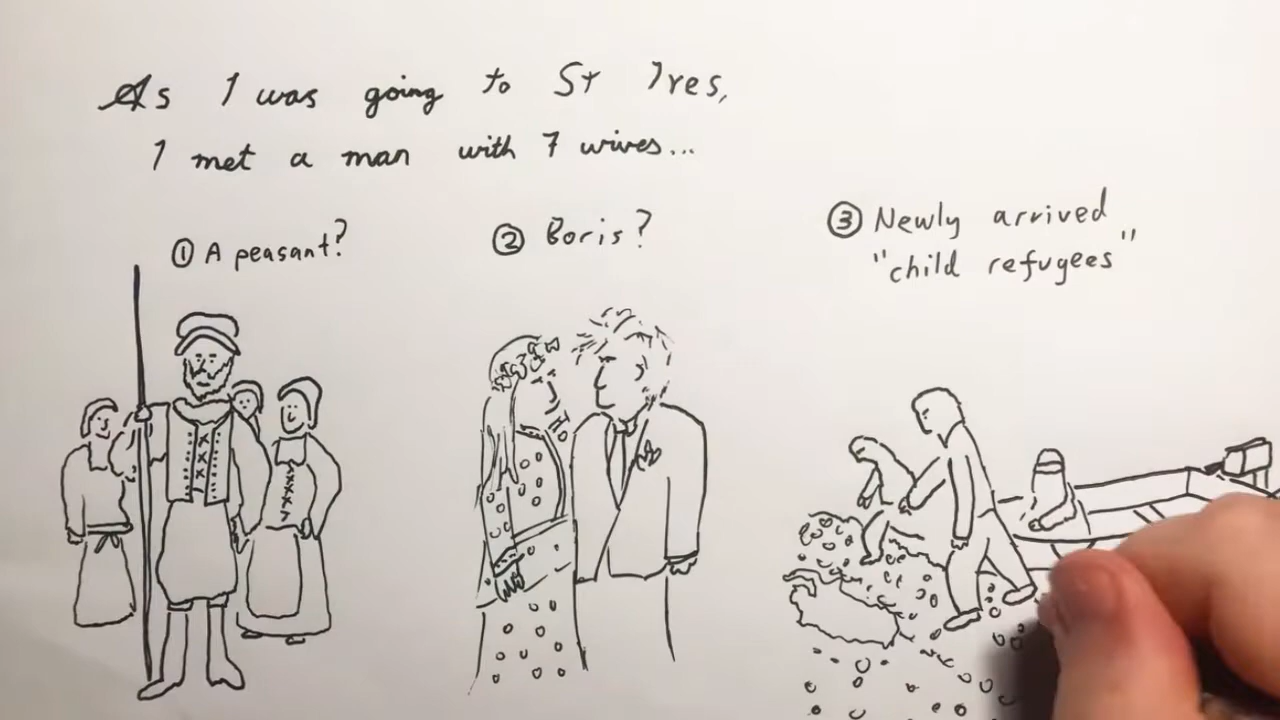 As I was going to St Ives,
I met a man with 7 wives...
① A peasant?
② Boris?
③ Newly arrived
"child refugees"